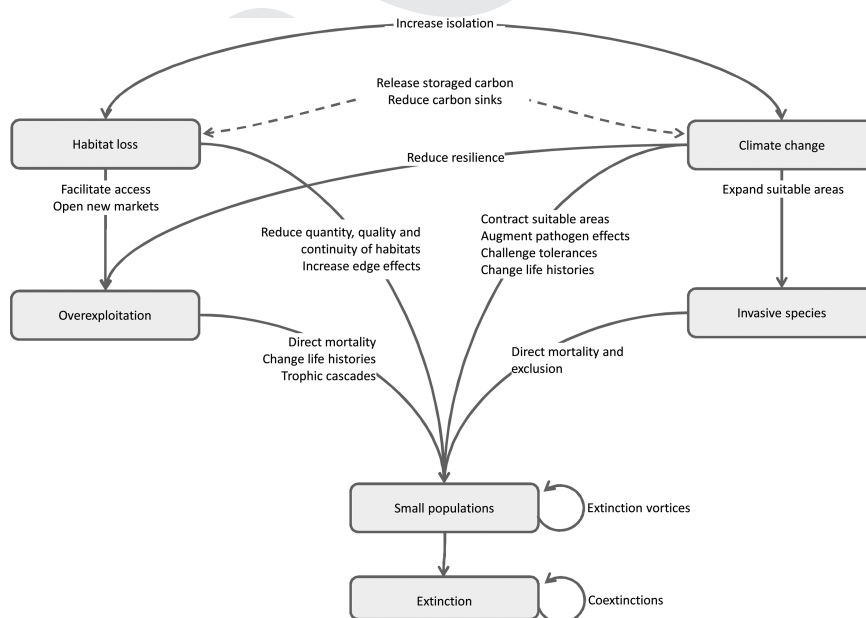 Increase isolation
Release storaged carbon
Reduce carbon sinks
Habitat loss
Climate change
Reduce resilience
Facilitate access
Open new markets
Expand suitable areas
Reduce quantity, quality and
continuity of habitats
Increase edge effects
Contract suitable areas
Augment pathogen effects
Challenge tolerances
Change life histories
Overexploitation
Invasive species
Direct mortality
Change life histories
Trophic cascades
Direct mortality and
exclusion
Small populations
Extinction vortices
Extinction
Coextinctions